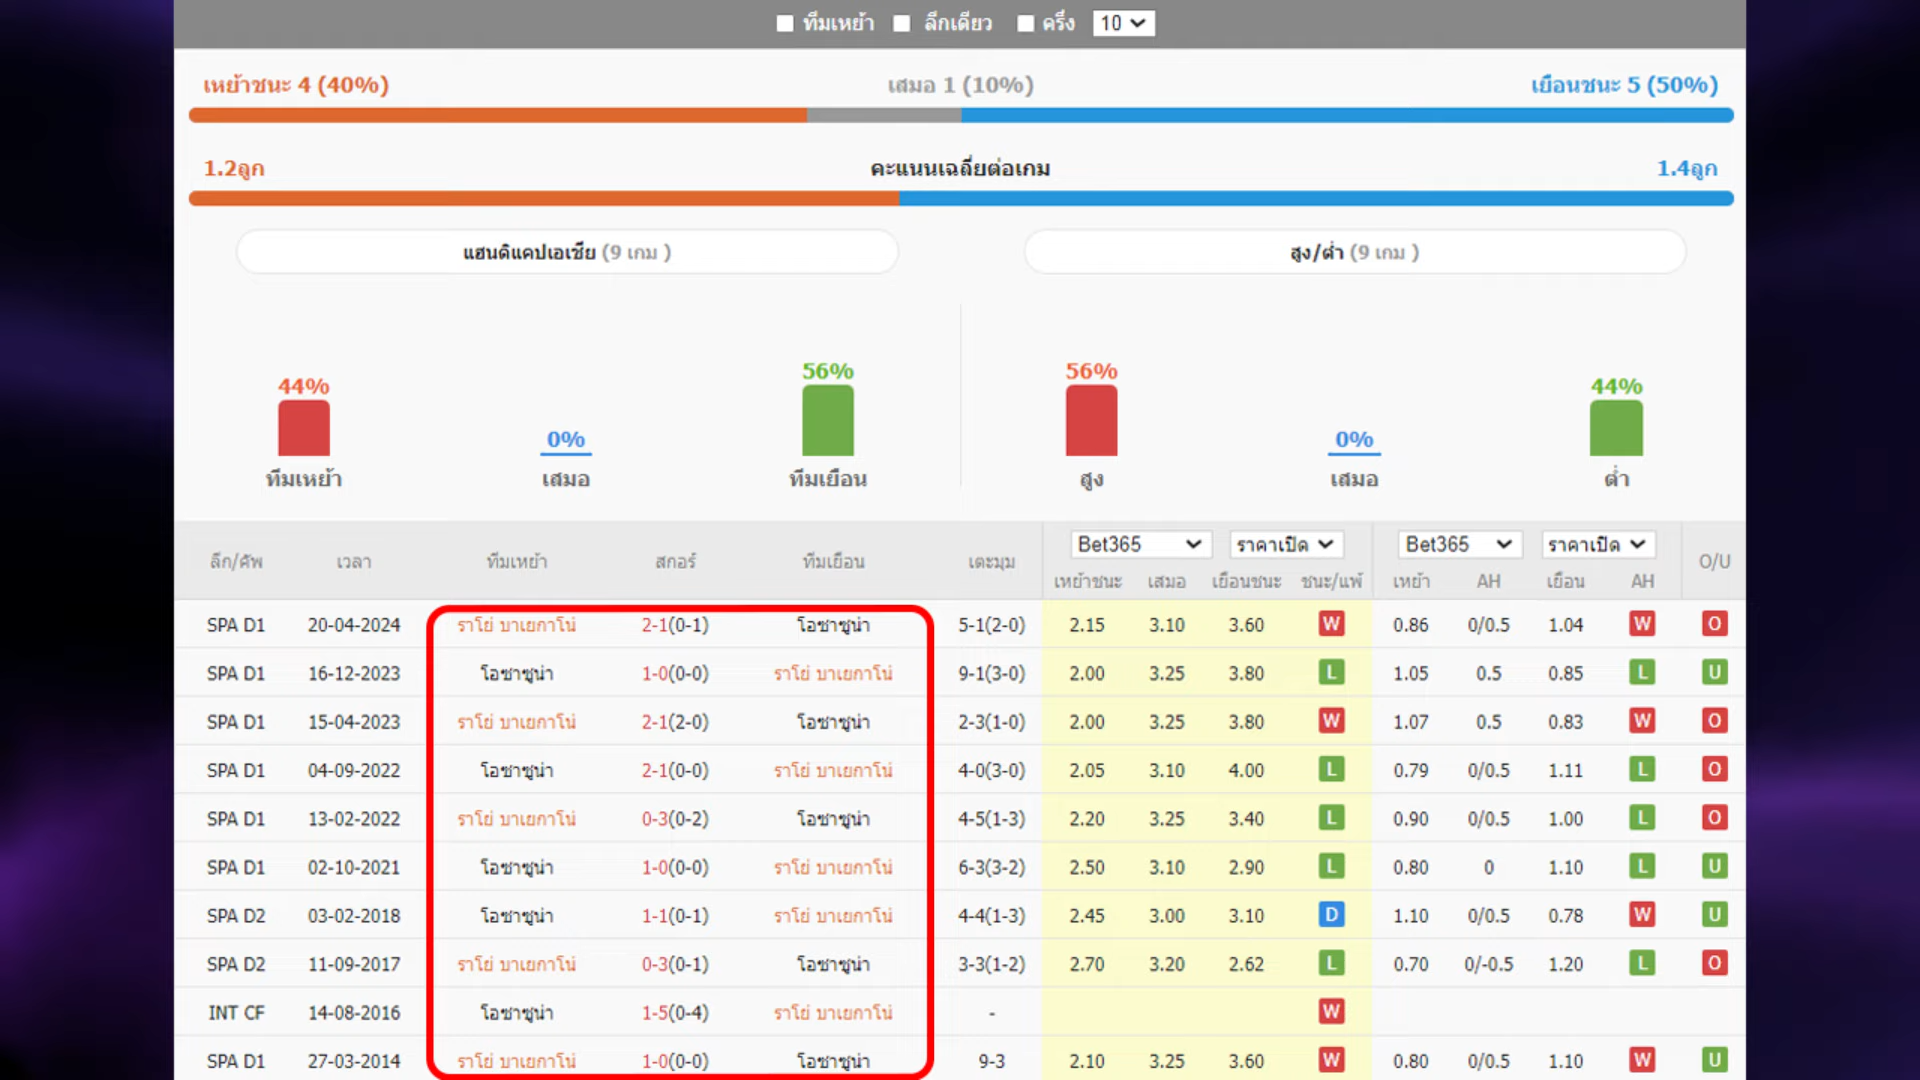 ทีมเหย้า ลีกเดียว ครึ่ง 10
เหย้าชนะ 4 (40%) เสมอ 1 (10%) เยือนชนะ 5 (50%)
1.2ลูก คะแนนเฉลี่ยต่อเกม 1.4ลูก
แฮนดิแคปเอเชีย (9 เกม ) สูง/ต่ำ (9 เกม )
44% 0% 56% 56% 0% 44%
ทีมเหย้า เสมอ ทีมเยือน สูง เสมอ ต่ำ
Bet365 ราคาเปิด Bet365 ราคาเปิด
ลีก/คัพ เวลา ทีมเหย้า สกอร์ ทีมเยือน เตะมุม เหย้าชนะ เสมอ เยือนชนะ ชนะ/แพ้ เหย้า AH เยือน AH O/U
SPA D1 20-04-2024 ราโย่ บาเยกาโน่ 2-1(0-1) โอซาซูน่า 5-1(2-0) 2.15 3.10 3.60 W 0.86 0/0.5 1.04 W O
SPA D1 16-12-2023 โอซาซูน่า 1-0(0-0) ราโย่ บาเยกาโน่ 9-1(3-0) 2.00 3.25 3.80 L 1.05 0.5 0.85 L U
SPA D1 15-04-2023 ราโย่ บาเยกาโน่ 2-1(2-0) โอซาซูน่า 2-3(1-0) 2.00 3.25 3.80 W 1.07 0.5 0.83 W O
SPA D1 04-09-2022 โอซาซูน่า 2-1(0-0) ราโย่ บาเยกาโน่ 4-0(3-0) 2.05 3.10 4.00 L 0.79 0/0.5 1.11 L O
SPA D1 13-02-2022 ราโย่ บาเยกาโน่ 0-3(0-2) โอซาซูน่า 4-5(1-3) 2.20 3.25 3.40 L 0.90 0/0.5 1.00 L O
SPA D1 02-10-2021 โอซาซูน่า 1-0(0-0) ราโย่ บาเยกาโน่ 6-3(3-2) 2.50 3.10 2.90 L 0.80 0 1.10 L U
SPA D2 03-02-2018 โอซาซูน่า 1-1(0-1) ราโย่ บาเยกาโน่ 4-4(1-3) 2.45 3.00 3.10 D 1.10 0/0.5 0.78 W U
SPA D2 11-09-2017 ราโย่ บาเยกาโน่ 0-3(0-1) โอซาซูน่า 3-3(1-2) 2.70 3.20 2.62 L 0.70 0/-0.5 1.20 L O
INT CF 14-08-2016 โอซาซูน่า 1-5(0-4) ราโย่ บาเยกาโน่ - W
SPA D1 27-03-2014 ราโย่ บาเยกาโน่ 1-0(0-0) โอซาซูน่า 9-3 2.10 3.25 3.60 W 0.80 0/0.5 1.10 W U